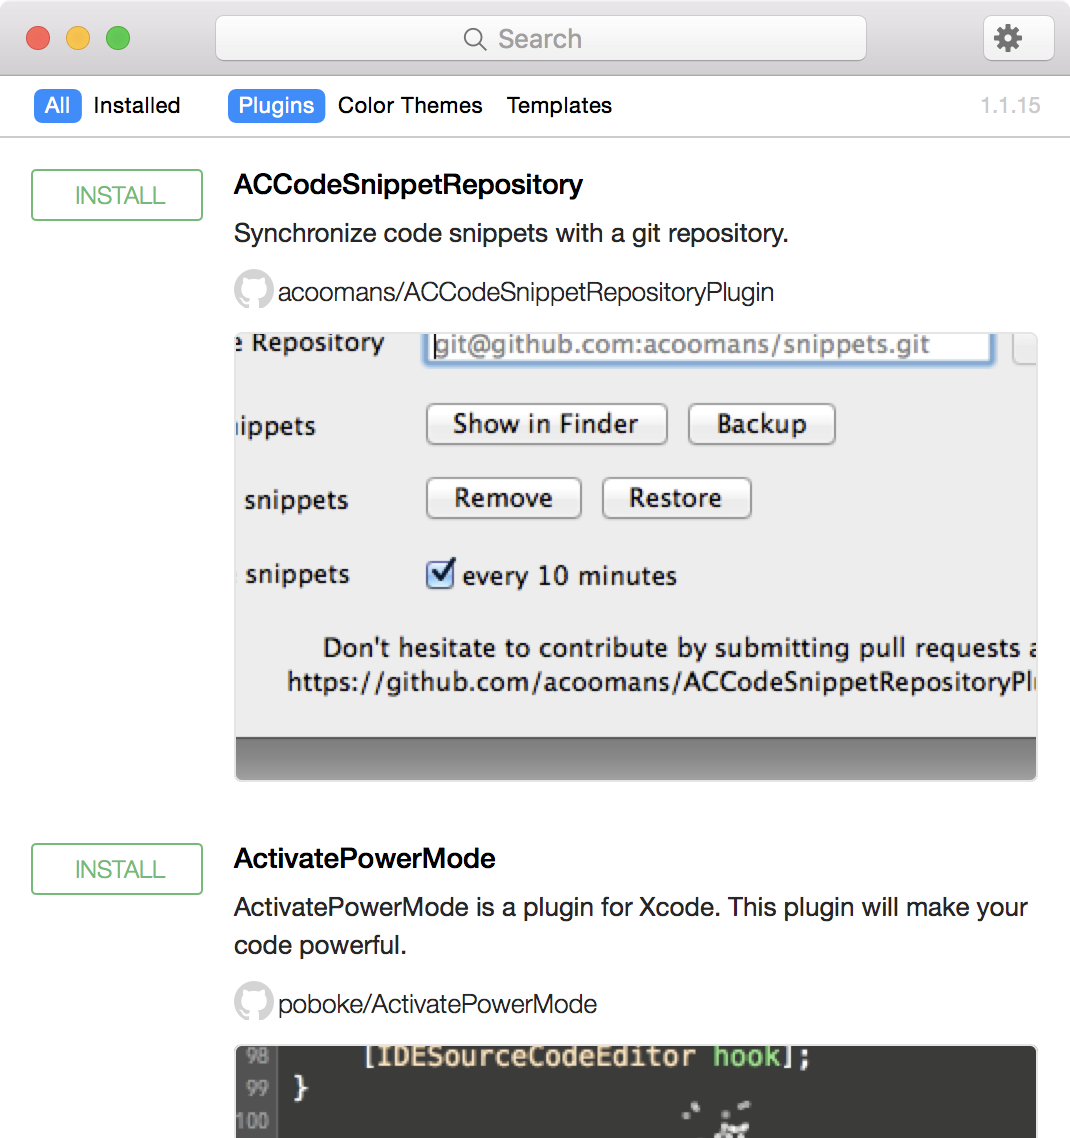 Search
All Installed Plugins Color Themes Templates 1.1.15
INSTALL
ACCodeSnippetRepository
Synchronize code snippets with a git repository.
acoomans/ACCodeSnippetRepositoryPlugin
e Repository git@github.com:acoomans/snippets.git
nippets Show in Finder Backup
snippets Remove Restore
snippets every 10 minutes
Don't hesitate to contribute by submitting pull requests a
https://github.com/acoomans/ACCodeSnippetRepositoryPl
INSTALL
ActivatePowerMode
ActivatePowerMode is a plugin for Xcode. This plugin will make your
code powerful.
poboke/ActivatePowerMode
98 [IDESourceCodeEditor hook];
99 }
100